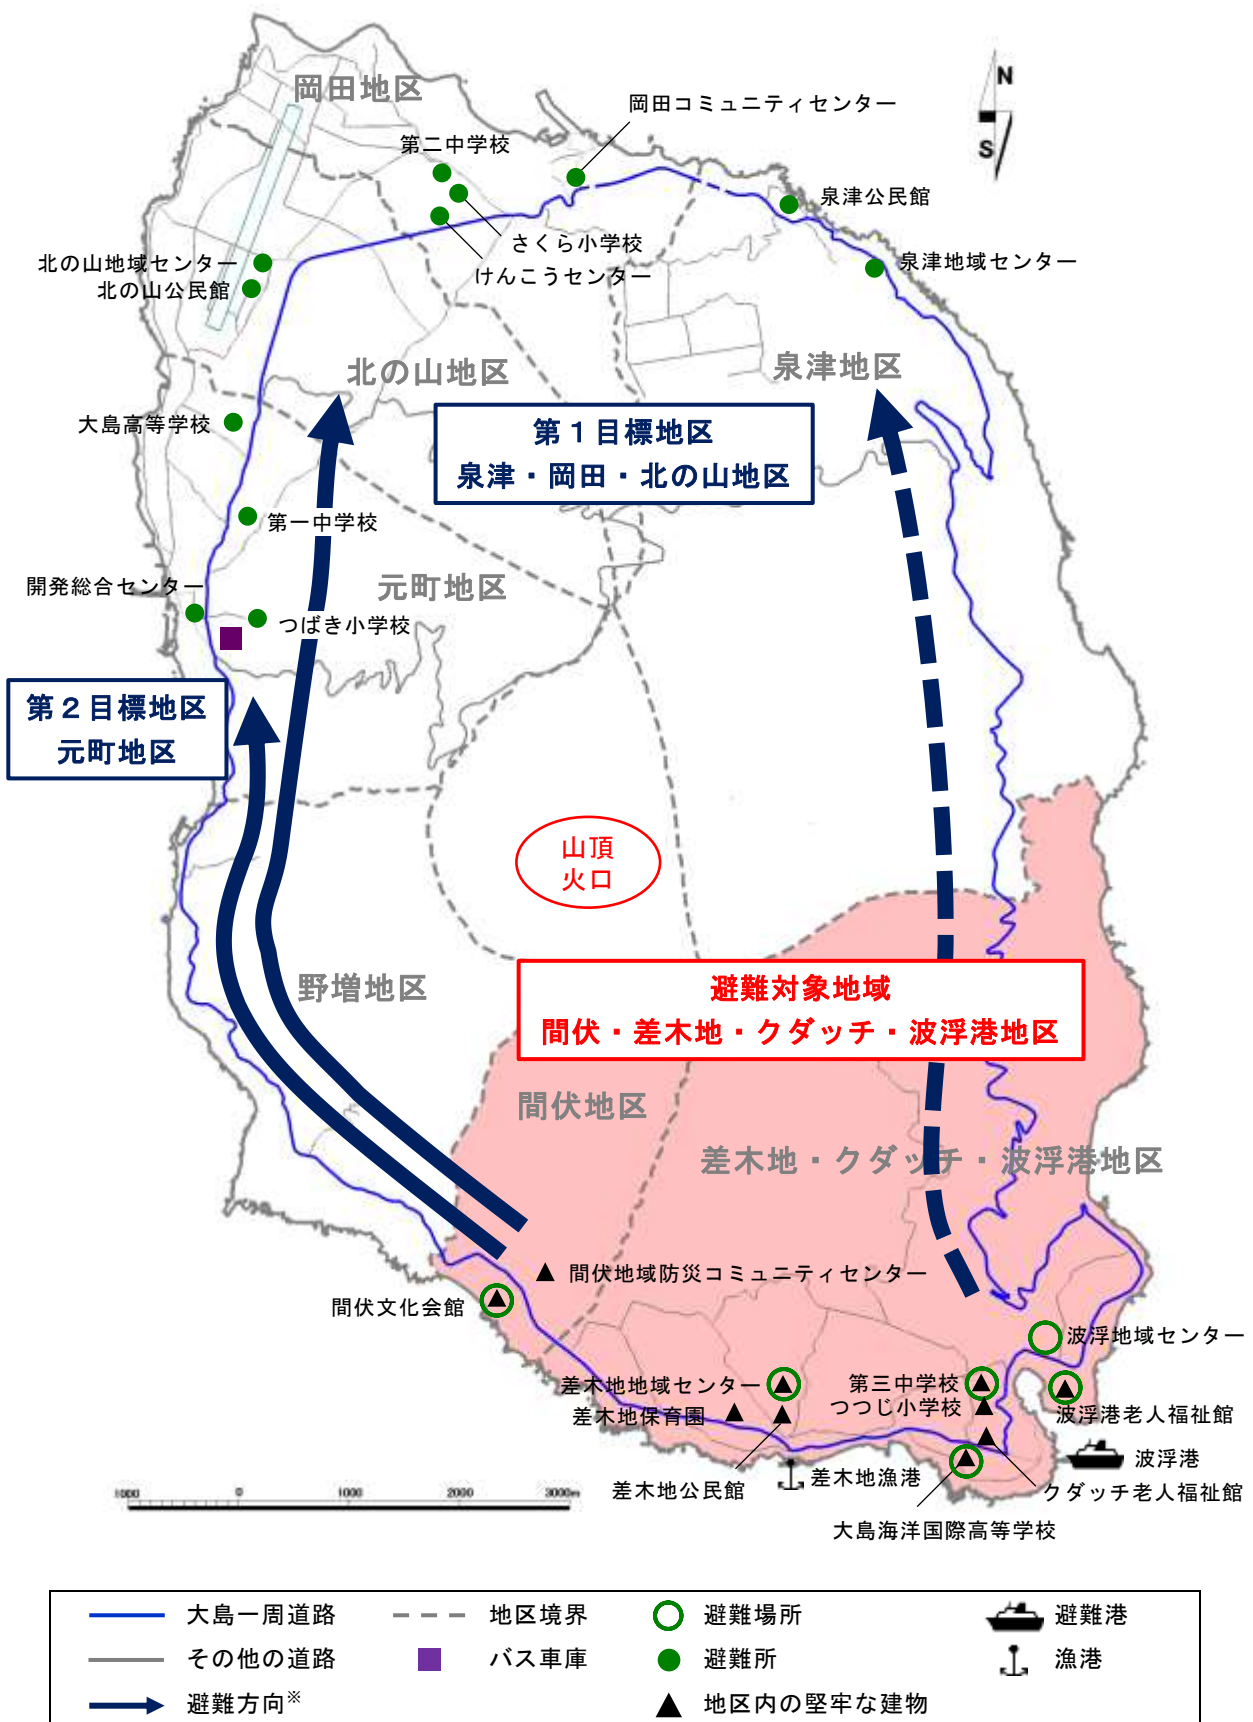 岡田地区
岡田コミュニティセンター
N
S
第二中学校
泉津公民館
さくら小学校
けんこうセンター
泉津地域センター
北の山地域センター
北の山公民館
北の山地区
泉津地区
大島高等学校
第１目標地区
泉津・岡田・北の山地区
第一中学校
元町地区
開発総合センター
つばき小学校
第２目標地区
元町地区
山頂
火口
野増地区
避難対象地域
間伏・差木地・クダッチ・波浮港地区
間伏地区
差木地・クダッチ・波浮港地区
間伏地域防災コミュニティセンター
間伏文化会館
波浮地域センター
差木地地域センター
第三中学校
差木地保育園
つつじ小学校
波浮港老人福祉館
差木地公民館
差木地漁港
波浮港
クダッチ老人福祉館
大島海洋国際高等学校
1000 0 1000 2000 3000m
大島一周道路
地区境界
避難場所
避難港
その他の道路
バス車庫
避難所
漁港
避難方向※
地区内の堅牢な建物